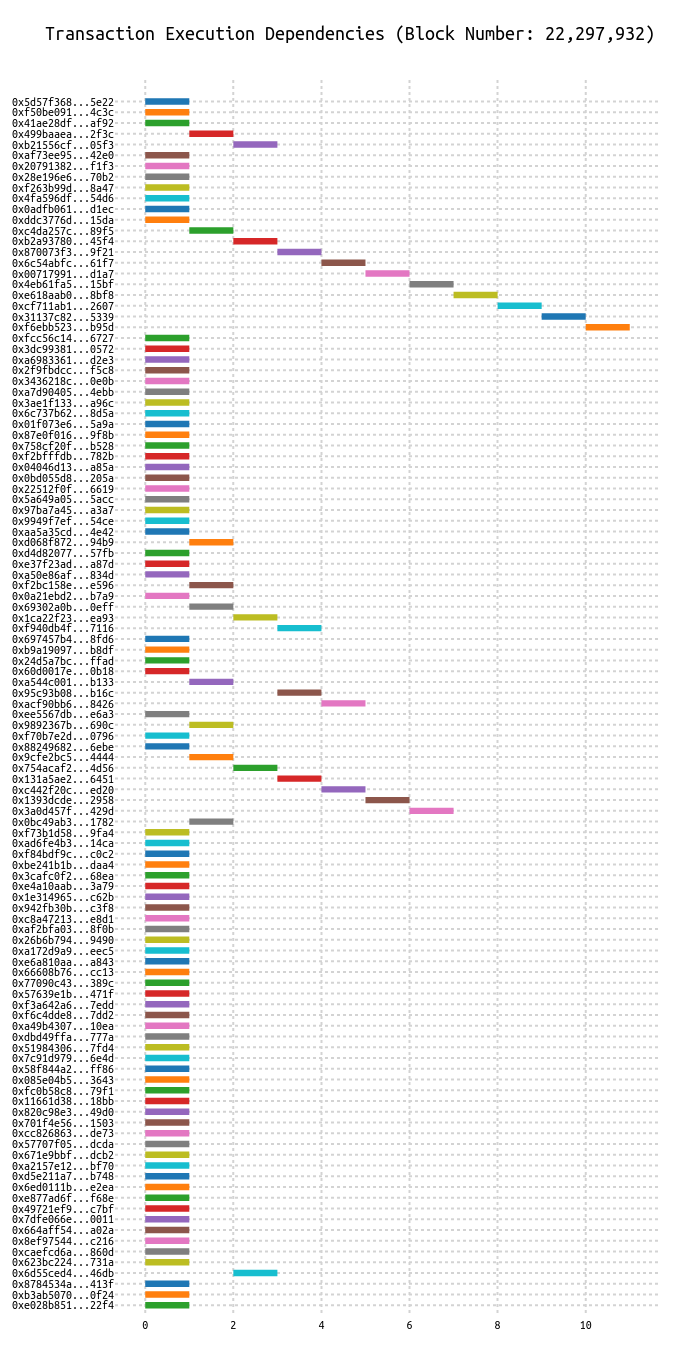 Transaction Execution Dependencies (Block Number: 22,297,932)
0x5d57f368...5e22
0xf50be091...4c3c
0x41ae28df...af92
0x499baaea...2f3c
0xb21556cf...05f3
0xaf73ee95...42e0
0x20791382...f1f3
0x28e196e6...70b2
0xf263b99d...8a47
0x4fa596df...54d6
0x0adfb061...d1ec
0xddc3776d...15da
0xc4da257c...89f5
0xb2a93780...45f4
0x870073f3...9f21
0x6c54abfc...61f7
0x00717991...d1a7
0x4eb61fa5...15bf
0xe618aab0...8bf8
0xcf711ab1...2607
0x31137c82...5339
0xf6ebb523...b95d
0xfcc56c14...6727
0x3dc99381...0572
0xa6983361...d2e3
0x2f9fbdcc...f5c8
0x3436218c...0e0b
0xa7d90405...4ebb
0x3ae1f133...a96c
0x6c737b62...8d5a
0x01f073e6...5a9a
0x87e0f016...9f8b
0x758cf20f...b528
0xf2bfffdb...782b
0x04046d13...a85a
0x0bd055d8...205a
0x22512f0f...6619
0x5a649a05...5acc
0x97ba7a45...a3a7
0x9949f7ef...54ce
0xaa5a35cd...4e42
0xd068f872...94b9
0xd4d82077...57fb
0xe37f23ad...a87d
0xa50e86af...834d
0xf2bc158e...e596
0x0a21ebd2...b7a9
0x69302a0b...0eff
0x1ca22f23...ea93
0xf940db4f...7116
0x697457b4...8fd6
0xb9a19097...b8df
0x24d5a7bc...ffad
0x60d0017e...0b18
0xa544c001...b133
0x95c93b08...b16c
0xacf90bb6...8426
0xee5567db...e6a3
0x9892367b...690c
0xf70b7e2d...0796
0x88249682...6ebe
0x9cfe2bc5...4444
0x754acaf2...4d56
0x131a5ae2...6451
0xc442f20c...ed20
0x1393dcde...2958
0x3a0d457f...429d
0x0bc49ab3...1782
0xf73b1d58...9fa4
0xad6fe4b3...14ca
0xf84bdf9c...c0c2
0xbe241b1b...daa4
0x3cafc0f2...68ea
0xe4a10aab...3a79
0x1e314965...c62b
0x942fb30b...c3f8
0xc8a47213...e8d1
0xaf2bfa03...8f0b
0x26b6b794...9490
0xa172d9a9...eec5
0xe6a810aa...a843
0x66608b76...cc13
0x77090c43...389c
0x57639e1b...471f
0xf3a642a6...7edd
0xf6c4dde8...7dd2
0xa49b4307...10ea
0xdbd49ffa...777a
0x51984306...7fd4
0x7c91d979...6e4d
0x58f844a2...ff86
0x085e04b5...3643
0xfc0b58c8...79f1
0x11661d38...18bb
0x820c98e3...49d0
0x701f4e56...1503
0xcc826863...de73
0x57707f05...dcda
0x671e9bbf...dcb2
0xa2157e12...bf70
0xd5e211a7...b748
0x6ed0111b...e2ea
0xe877ad6f...f68e
0x49721ef9...c7bf
0x7dfe066e...0011
0x664aff54...a02a
0x8ef97544...c216
0xcaefcd6a...860d
0x623bc224...731a
0x6d55ced4...46db
0x8784534a...413f
0xb3ab5070...0f24
0xe028b851...22f4
0 2 4 6 8 10